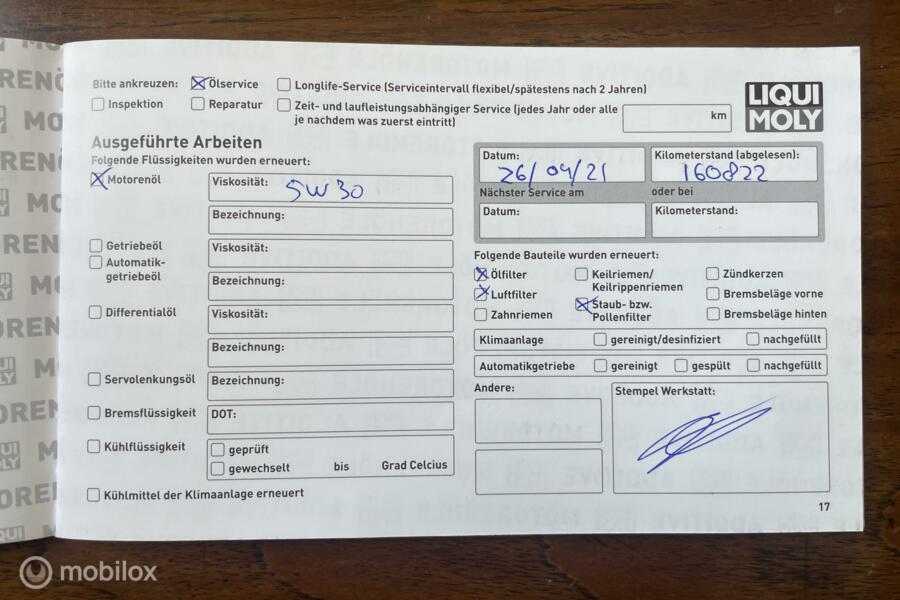 Bitte ankreuzen: Ölservice Longlife-Service (Serviceintervall flexibel/spätestens nach 2 Jahren)
Inspektion Reparatur Zeit- und laufleistungsabhängiger Service (jedes Jahr oder alle
je nachdem was zuerst eintritt) km
LIQUI
MOLY
Ausgeführte Arbeiten
Folgende Flüssigkeiten wurden erneuert:
Motorenöl Viskosität: 5W30
Bezeichnung:
Getriebeöl Viskosität:
Automatik-
getriebeöl Bezeichnung:
Differentialöl Viskosität:
Bezeichnung:
Servolenkungsöl Bezeichnung:
Bremsflüssigkeit DOT:
Kühlflüssigkeit geprüft
gewechselt bis Grad Celcius
Kühlmittel der Klimaanlage erneuert
Datum: Kilometerstand (abgelesen):
26/04/21 160822
Nächster Service am oder bei
Datum: Kilometerstand:
Folgende Bauteile wurden erneuert:
Ölfilter Keilriemen/ Zündkerzen
Keilrippenriemen
Luftfilter Staub- bzw. Bremsbeläge vorne
Zahnriemen Pollenfilter Bremsbeläge hinten
Klimaanlage gereinigt/desinfiziert nachgefüllt
Automatikgetriebe gereinigt gespült nachgefüllt
Andere: Stempel Werkstatt:
17
mobilox